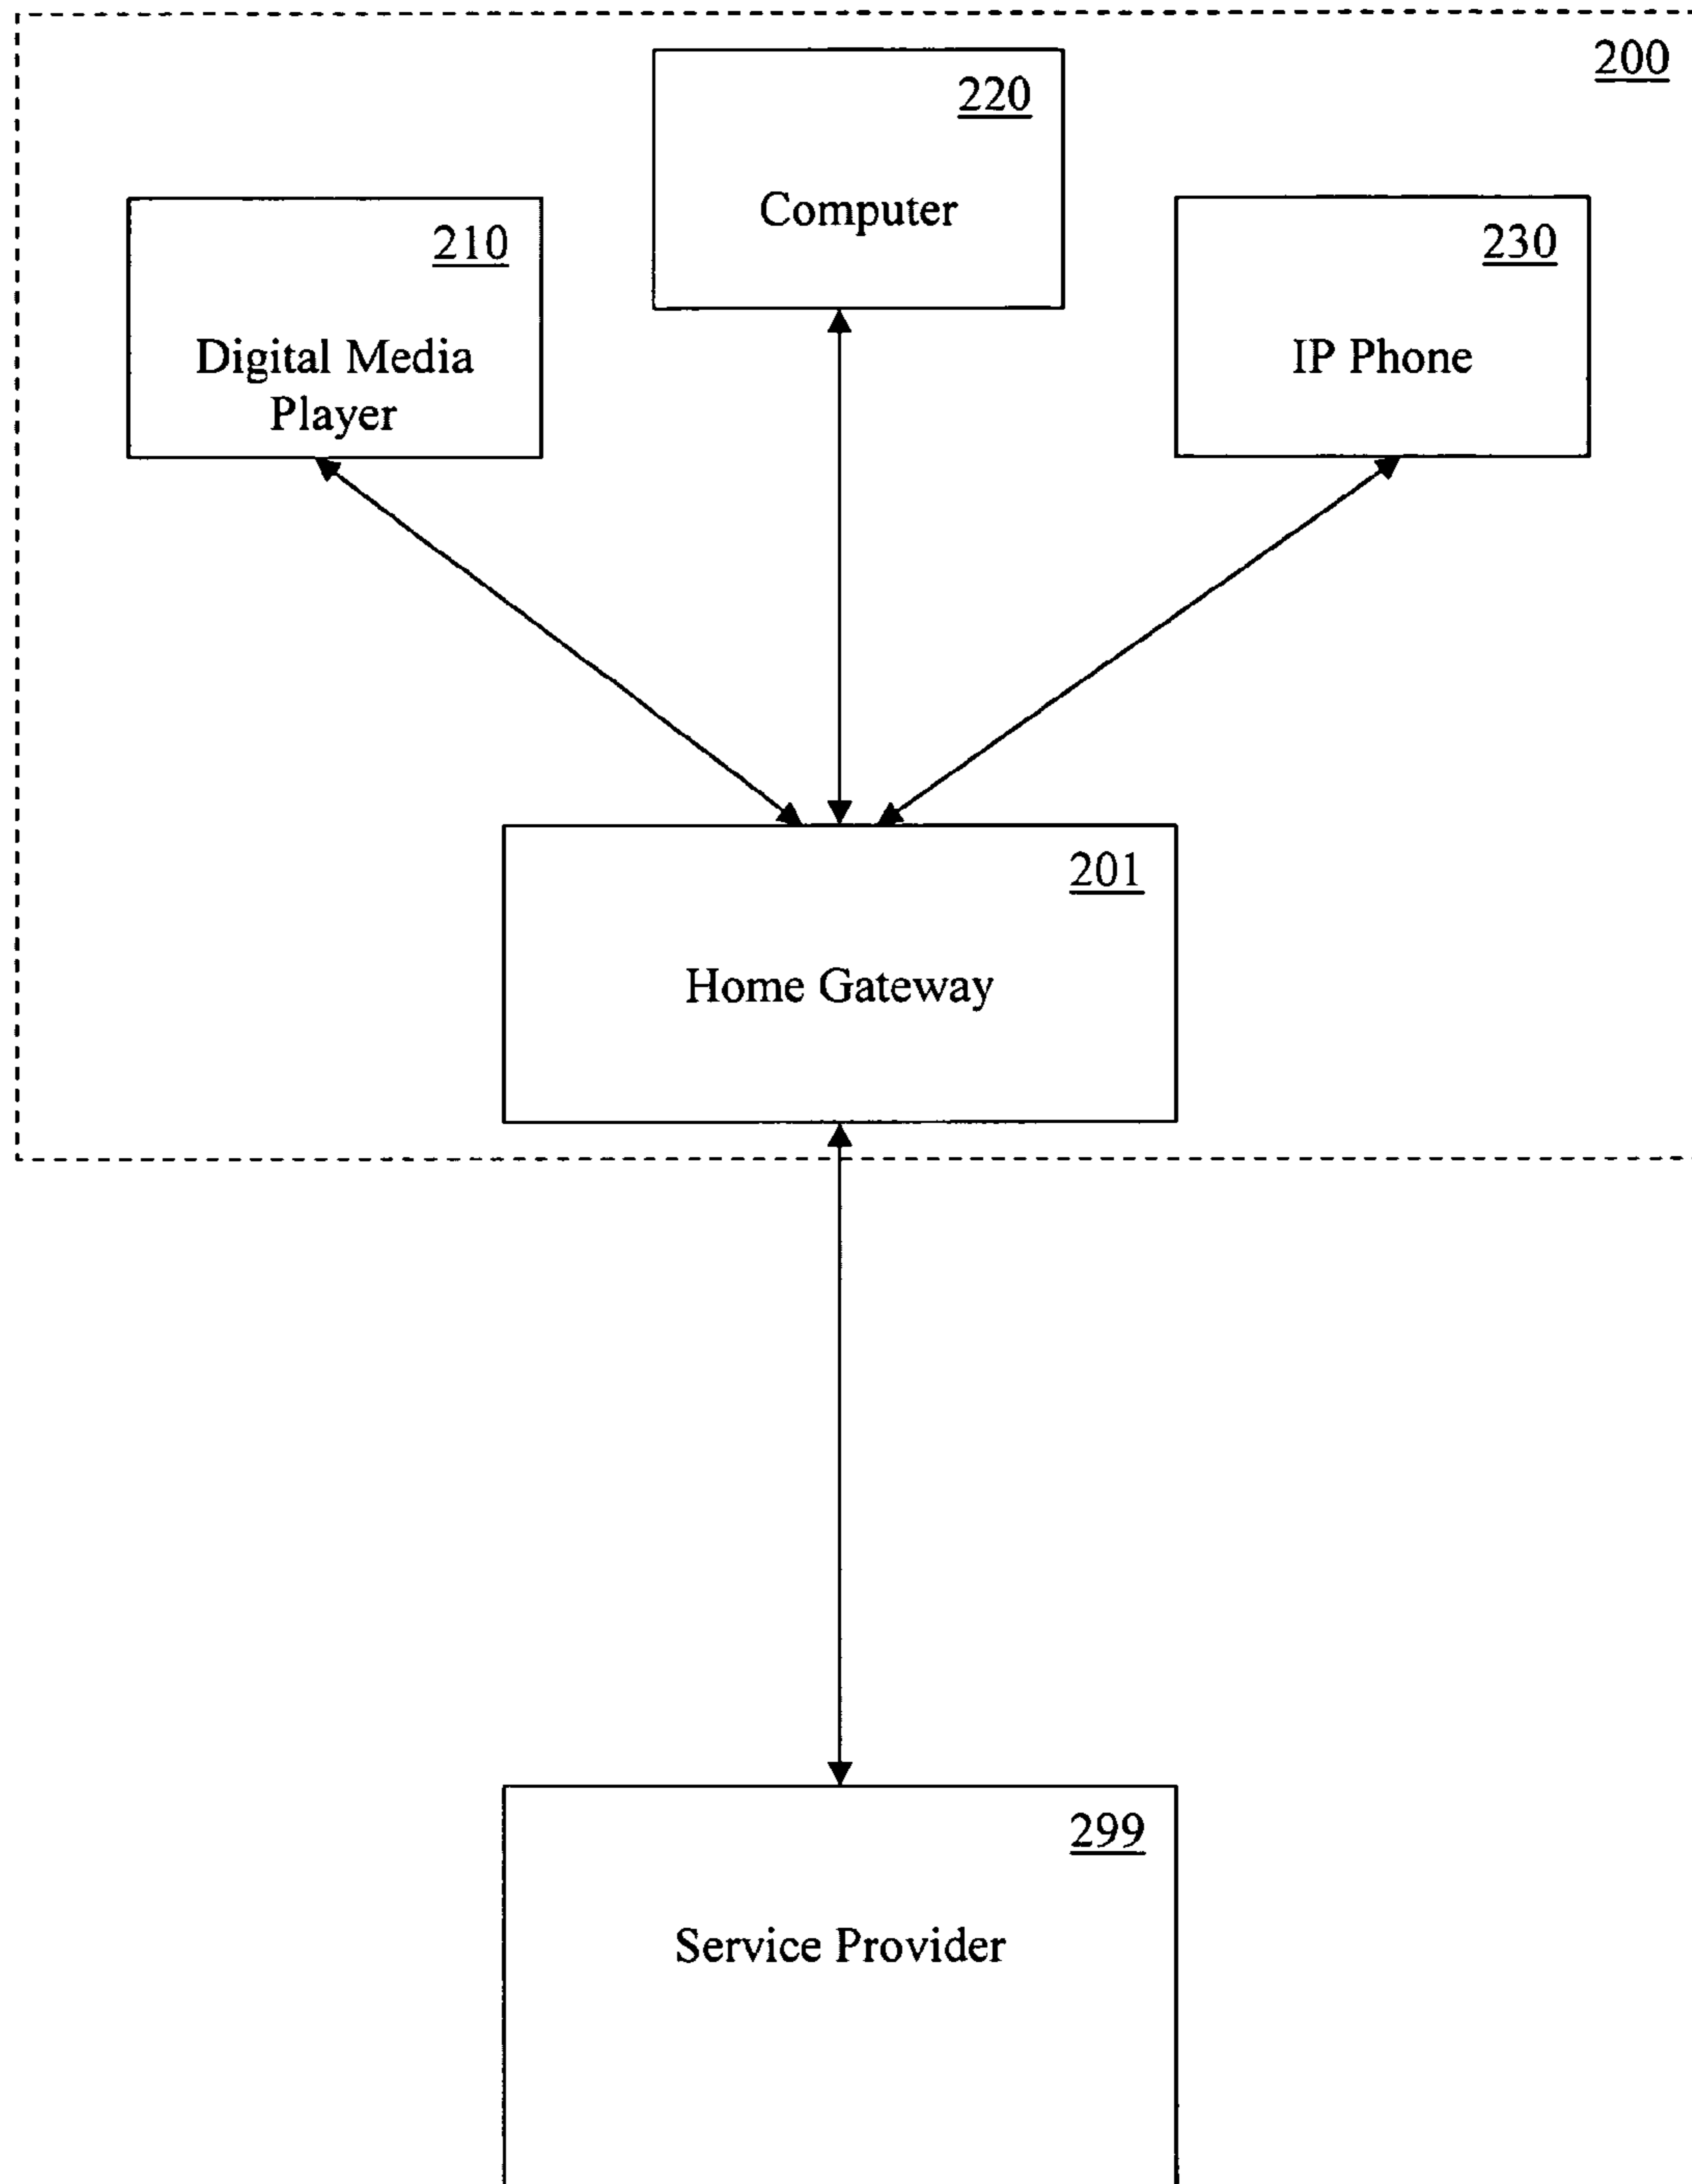 200
220
Computer
210
Digital Media
Player
230
IP Phone
201
Home Gateway
299
Service Provider